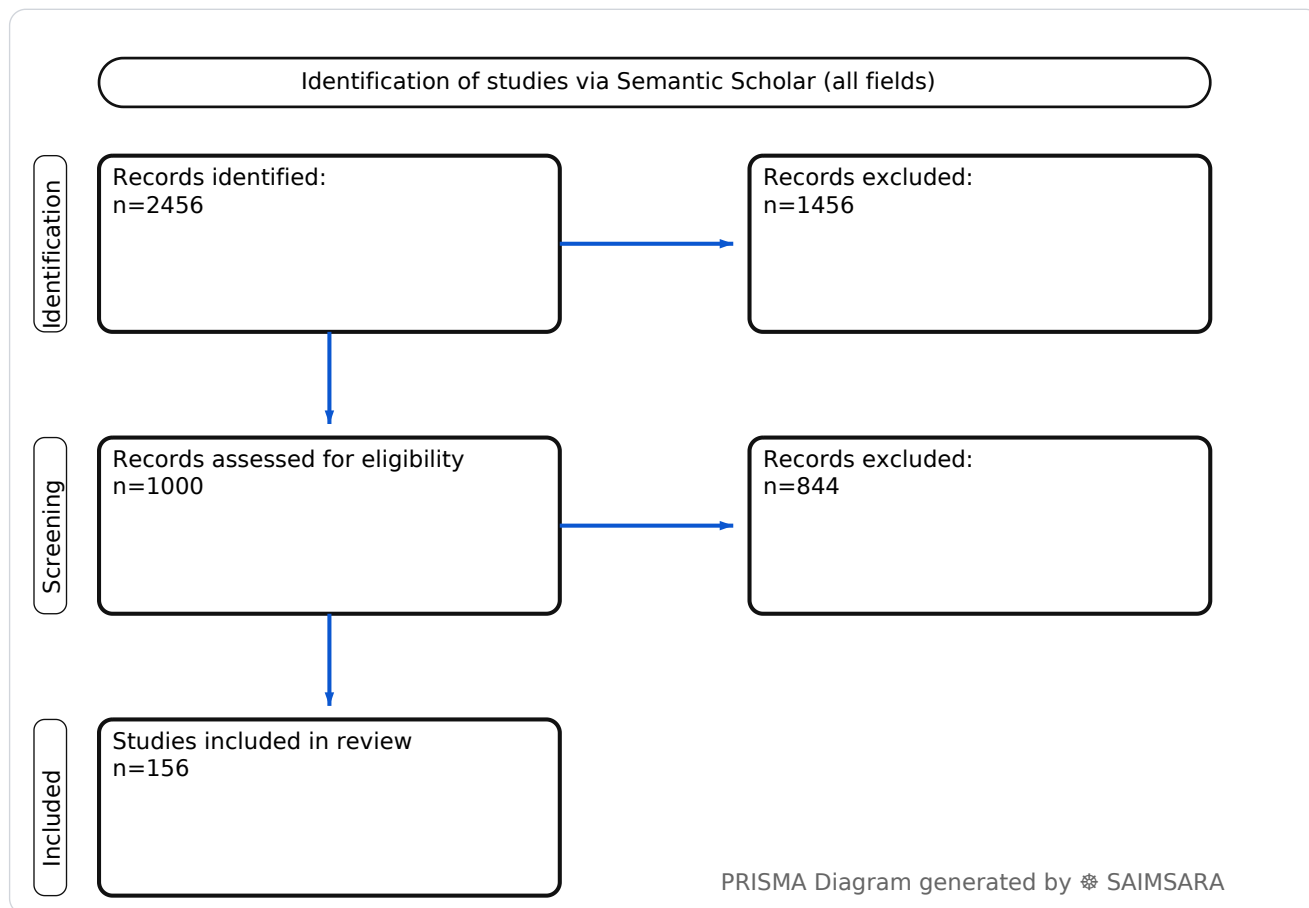 Identification of studies via Semantic Scholar (all fields)
Identification
Records identified:
n=2456
Records excluded:
n=1456
Screening
Records assessed for eligibility
n=1000
Records excluded:
n=844
Included
Studies included in review
n=156
PRISMA Diagram generated by ☸ SAIMSARA